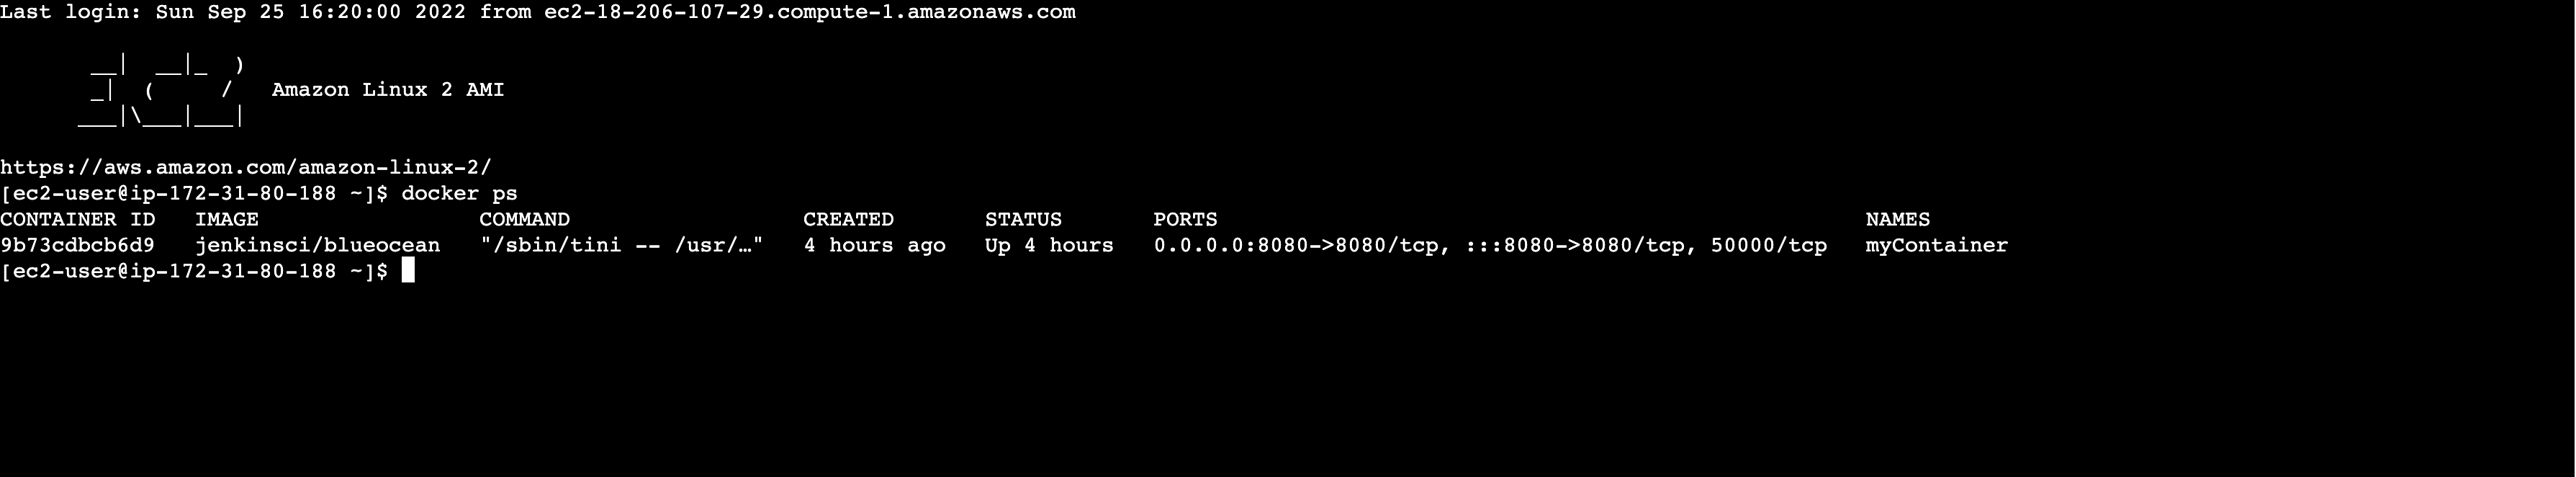 Last login: Sun Sep 25 16:20:00 2022 from ec2-18-206-107-29.compute-1.amazonaws.com
       __|  __|_  )
       _|  (     /   Amazon Linux 2 AMI
      ___|\___|___|
https://aws.amazon.com/amazon-linux-2/
[ec2-user@ip-172-31-80-188 ~]$ docker ps
CONTAINER ID   IMAGE                 COMMAND                  CREATED       STATUS       PORTS                                                  NAMES
9b73cdbcb6d9   jenkinsci/blueocean   "/sbin/tini -- /usr/…"   4 hours ago   Up 4 hours   0.0.0.0:8080->8080/tcp, :::8080->8080/tcp, 50000/tcp   myContainer
[ec2-user@ip-172-31-80-188 ~]$